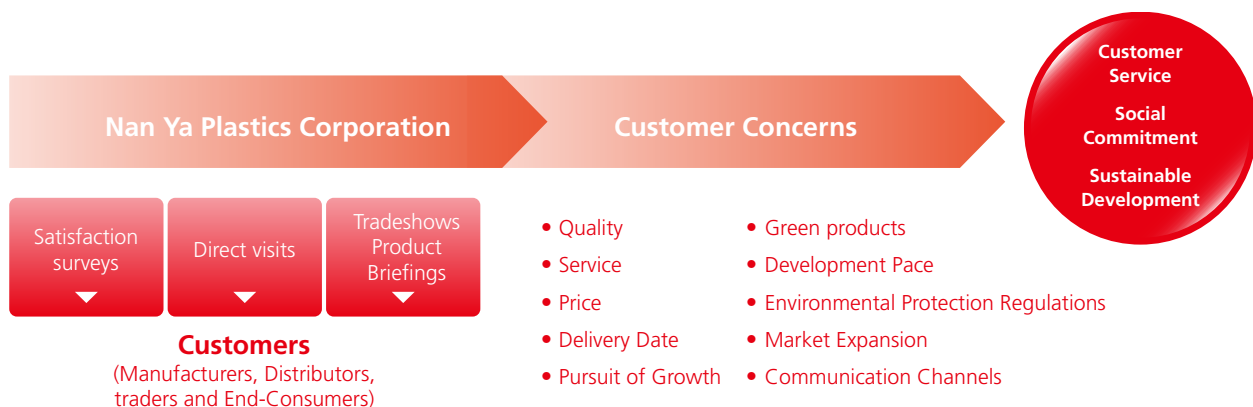 Nan Ya Plastics Corporation
Customer Concerns
Customer
Service
Social
Commitment
Sustainable
Development
Satisfaction
surveys
Direct visits
Tradeshows
Product
Briefings
Customers
(Manufacturers, Distributors,
traders and End-Consumers)
• Quality
• Service
• Price
• Delivery Date
• Pursuit of Growth
• Green products
• Development Pace
• Environmental Protection Regulations
• Market Expansion
• Communication Channels